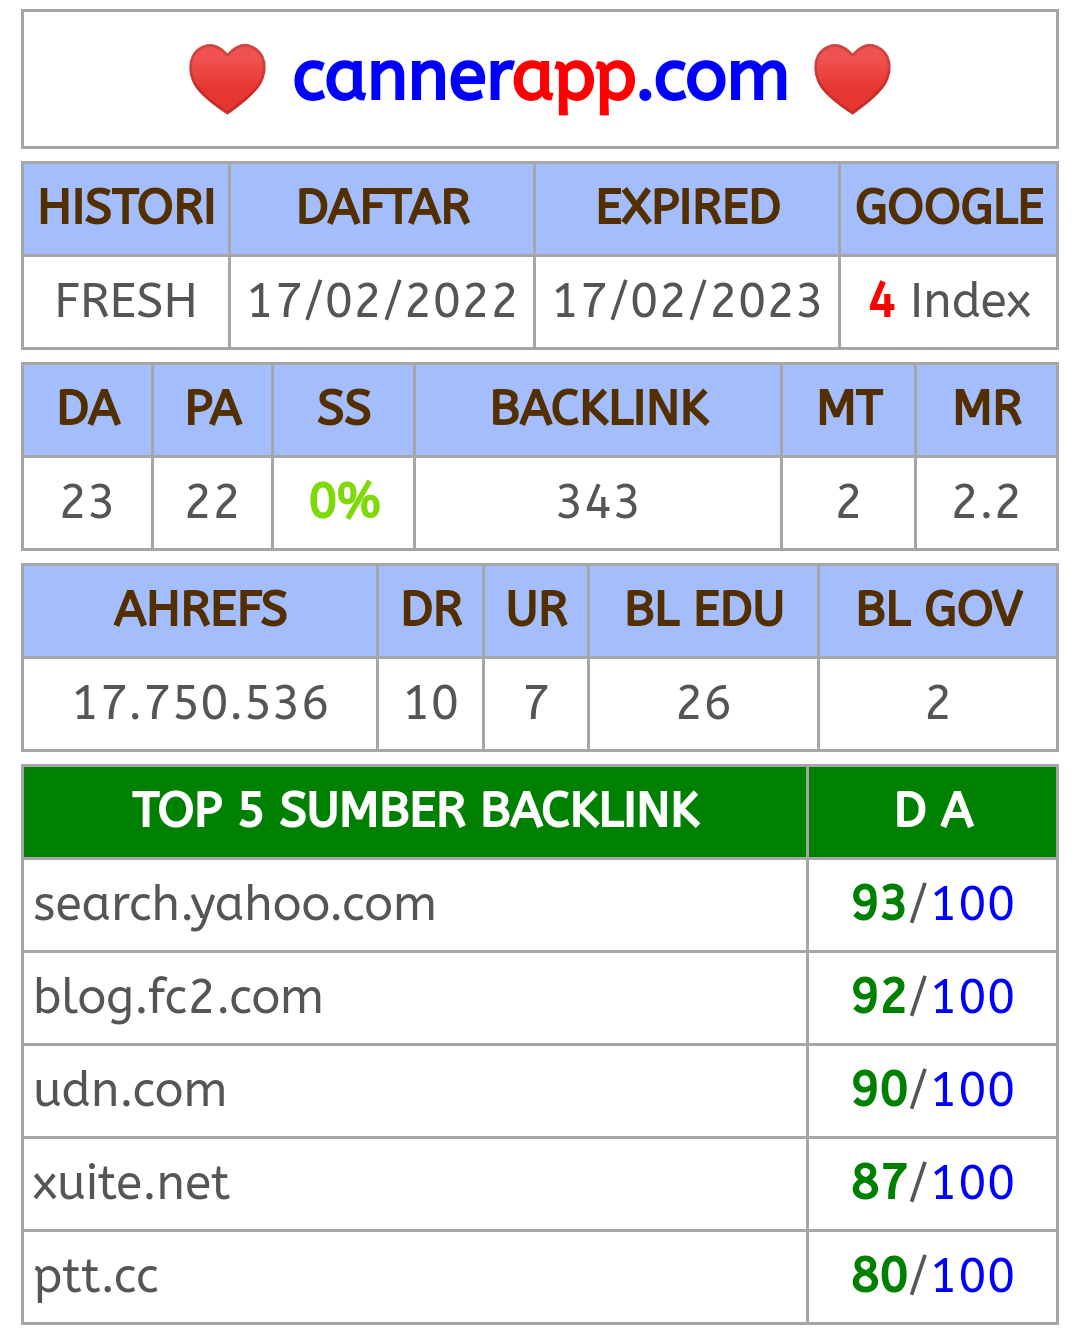 cannerapp.com
HISTORI DAFTAR EXPIRED GOOGLE
FRESH 17/02/2022 17/02/2023 4 Index
DA PA SS BACKLINK MT MR
23 22 0% 343 2 2.2
AHREFS DR UR BL EDU BL GOV
17.750.536 10 7 26 2
TOP 5 SUMBER BACKLINK D A
search.yahoo.com 93/100
blog.fc2.com 92/100
udn.com 90/100
xuite.net 87/100
ptt.cc 80/100